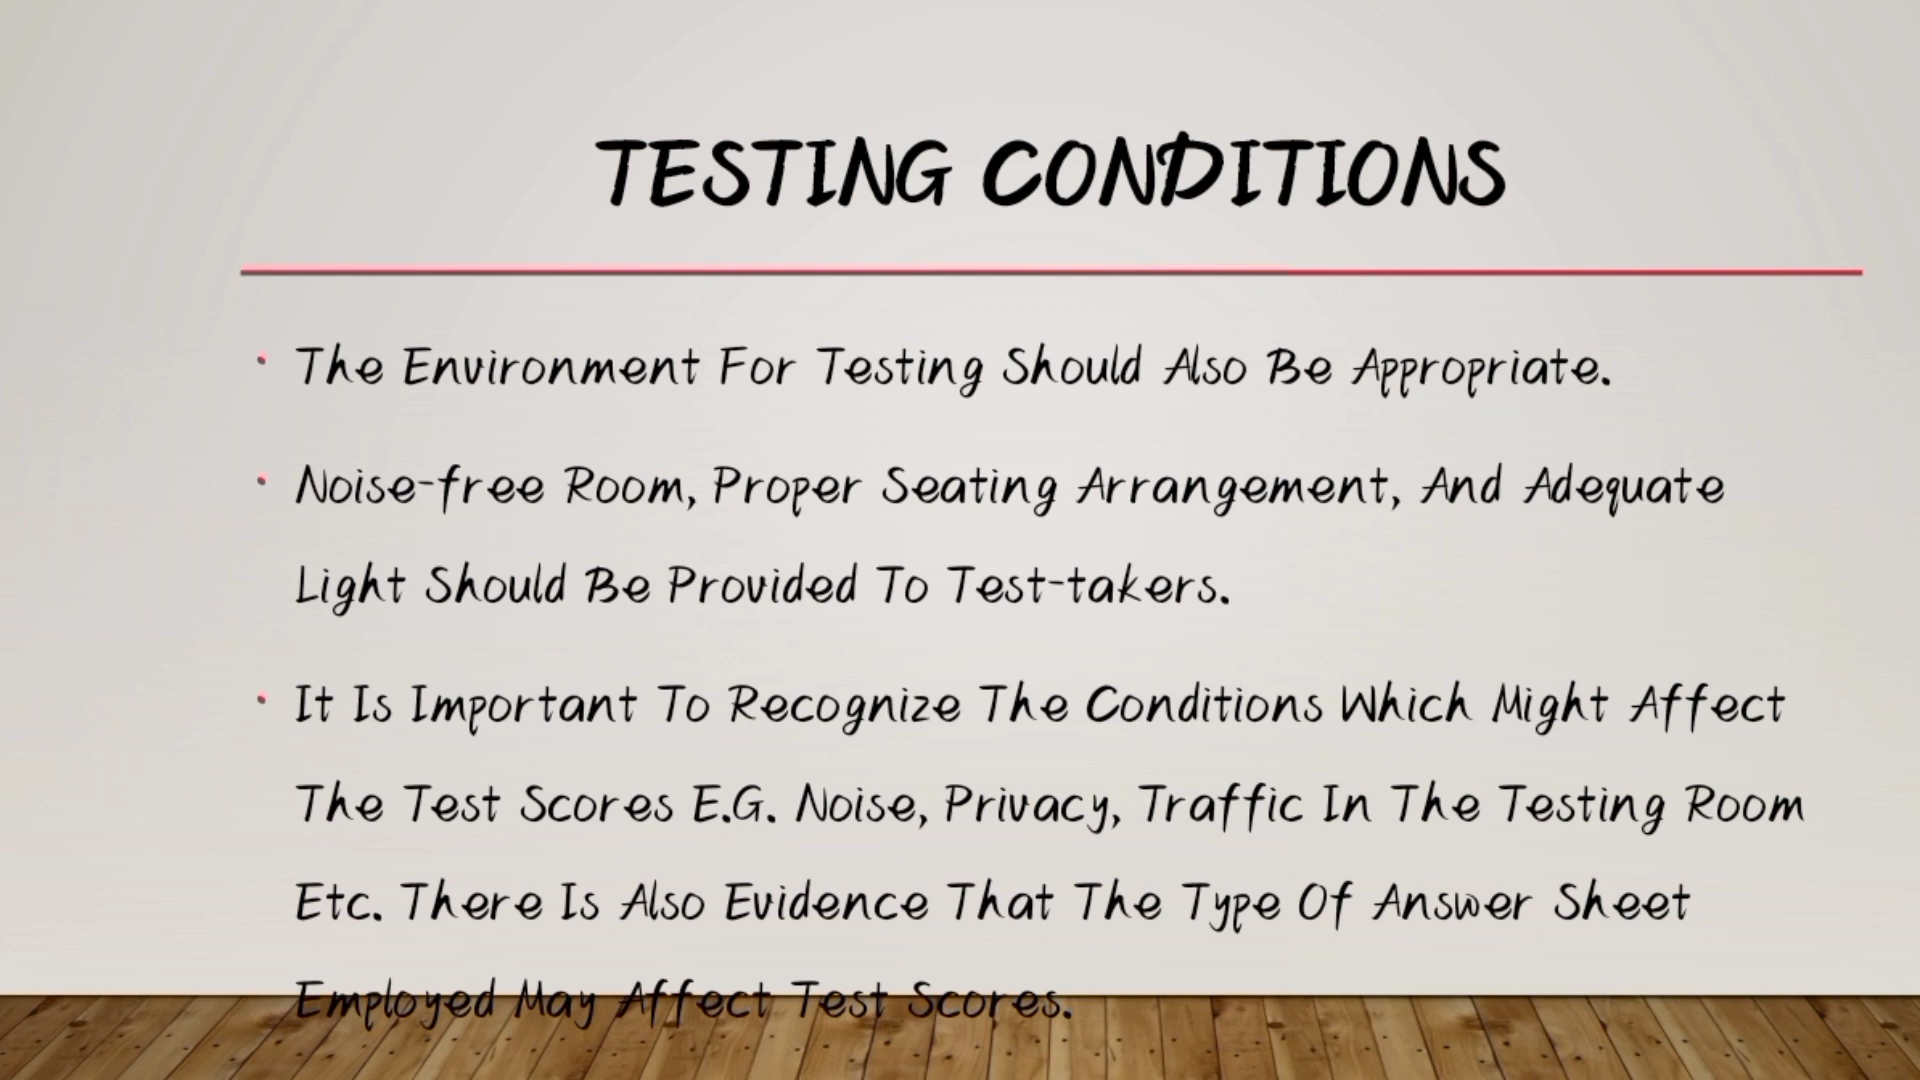 TESTING CONDITIONS
• The Environment For Testing Should Also Be Appropriate.
• Noise-free Room, Proper Seating Arrangement, And Adequate
Light Should Be Provided To Test-takers.
• It Is Important To Recognize The Conditions Which Might Affect
The Test Scores E.G. Noise, Privacy, Traffic In The Testing Room
Etc. There Is Also Evidence That The Type Of Answer Sheet
Employed May Affect Test Scores.